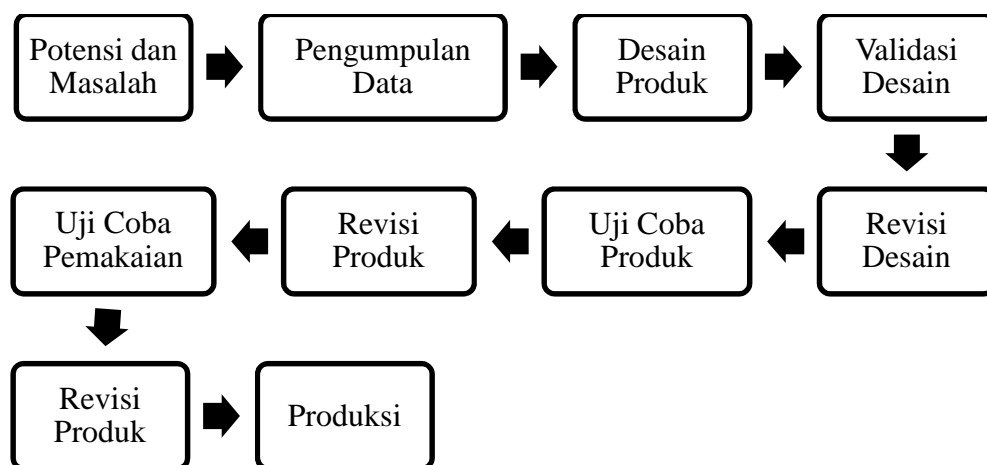 Potensi dan
Masalah
Pengumpulan
Data
Desain
Produk
Validasi
Desain
Revisi
Desain
Uji Coba
Produk
Revisi
Produk
Uji Coba
Pemakaian
Revisi
Produk
Produksi